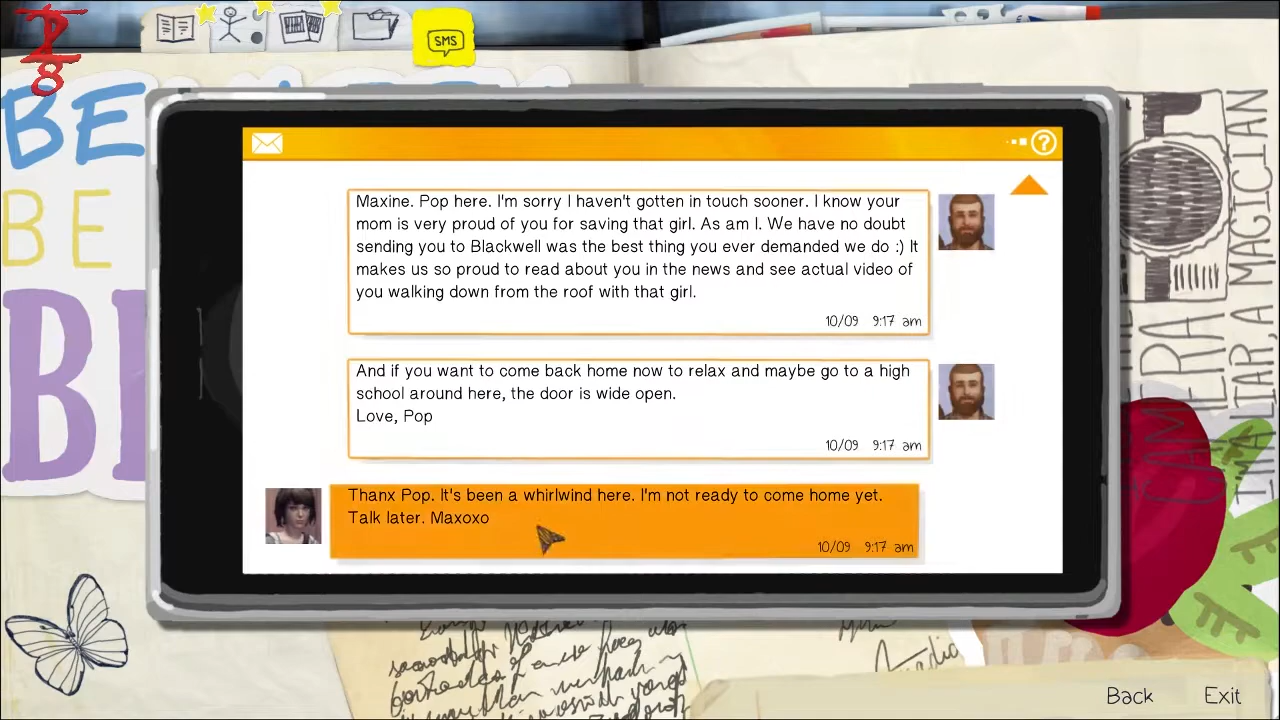 SMS
Maxine. Pop here. I'm sorry I haven't gotten in touch sooner. I know your
mom is very proud of you for saving that girl. As am I. We have no doubt
sending you to Blackwell was the best thing you ever demanded we do :) It
makes us so proud to read about you in the news and see actual video of
you walking down from the roof with that girl.
10/09 9:17 am
And if you want to come back home now to relax and maybe go to a high
school around here, the door is wide open.
Love, Pop
10/09 9:17 am
Thanx Pop. It's been a whirlwind here. I'm not ready to come home yet.
Talk later. Maxoxo
10/09 9:17 am
BE
BE
CAMERA
LIAR, A MAGICIAN
Back Exit